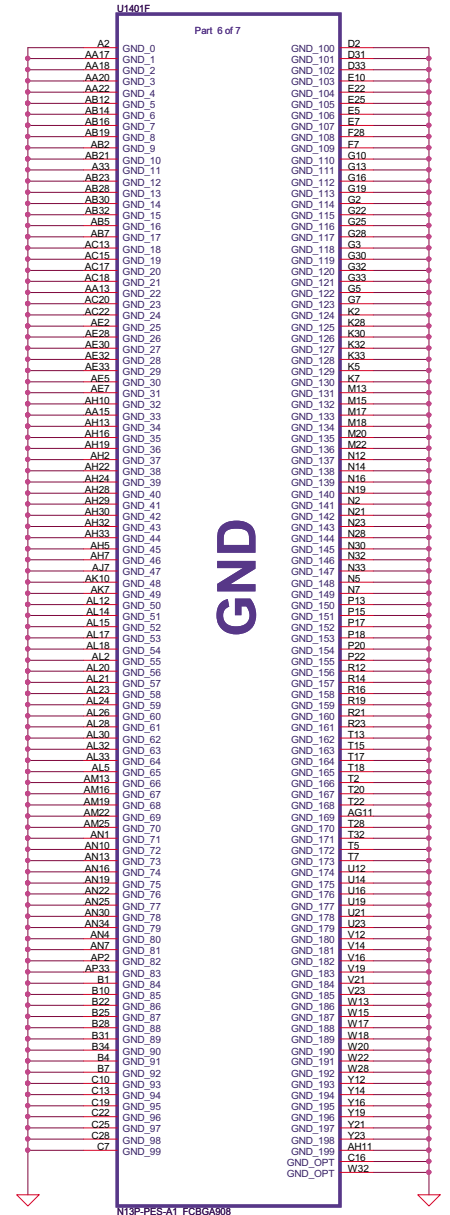 U1401F
Part 6 of 7
A2 GND_0 GND_100 D2
AA17 GND_1 GND_101 D31
AA18 GND_2 GND_102 D33
AA20 GND_3 GND_103 E10
AA22 GND_4 GND_104 E22
AB12 GND_5 GND_105 E25
AB14 GND_6 GND_106 E5
AB16 GND_7 GND_107 E7
AB19 GND_8 GND_108 F28
AB2 GND_9 GND_109 F7
AB21 GND_10 GND_110 G10
A33 GND_11 GND_111 G13
AB23 GND_12 GND_112 G16
AB28 GND_13 GND_113 G19
AB30 GND_14 GND_114 G2
AB32 GND_15 GND_115 G22
AB5 GND_16 GND_116 G25
AB7 GND_17 GND_117 G28
AC13 GND_18 GND_118 G3
AC15 GND_19 GND_119 G30
AC17 GND_20 GND_120 G32
AC18 GND_21 GND_121 G33
AA13 GND_22 GND_122 G5
AC20 GND_23 GND_123 G7
AC22 GND_24 GND_124 K2
AE2 GND_25 GND_125 K28
AE28 GND_26 GND_126 K30
AE30 GND_27 GND_127 K32
AE32 GND_28 GND_128 K33
AE33 GND_29 GND_129 K5
AE5 GND_30 GND_130 K7
AE7 GND_31 GND_131 M13
AH10 GND_32 GND_132 M15
AA15 GND_33 GND_133 M17
AH13 GND_34 GND_134 M18
AH16 GND_35 GND_135 M20
AH19 GND_36 GND_136 M22
AH2 GND_37 GND_137 N12
AH22 GND_38 GND_138 N14
AH24 GND_39 GND_139 N16
AH28 GND_40 GND_140 N19
AH29 GND_41 GND_141 N2
AH30 GND_42 GND_142 N21
AH32 GND_43 GND_143 N23
AH33 GND_44 GND_144 N28
AH5 GND_45 GND_145 N30
AH7 GND_46 GND_146 N32
AJ7 GND_47 GND_147 N33
AK10 GND_48 GND_148 N5
AK7 GND_49 GND_149 N7
GND
AL12 GND_50 GND_150 P13
AL14 GND_51 GND_151 P15
AL15 GND_52 GND_152 P17
AL17 GND_53 GND_153 P18
AL18 GND_54 GND_154 P20
AL2 GND_55 GND_155 P22
AL20 GND_56 GND_156 R12
AL21 GND_57 GND_157 R14
AL23 GND_58 GND_158 R16
AL24 GND_59 GND_159 R19
AL26 GND_60 GND_160 R21
AL28 GND_61 GND_161 R23
AL30 GND_62 GND_162 T13
AL32 GND_63 GND_163 T15
AL33 GND_64 GND_164 T17
AL5 GND_65 GND_165 T18
AM13 GND_66 GND_166 T2
AM16 GND_67 GND_167 T20
AM19 GND_68 GND_168 T22
AM22 GND_69 GND_169 AG11
AM25 GND_70 GND_170 T28
AN1 GND_71 GND_171 T32
AN10 GND_72 GND_172 T5
AN13 GND_73 GND_173 T7
AN16 GND_74 GND_174 U12
AN19 GND_75 GND_175 U14
AN22 GND_76 GND_176 U16
AN25 GND_77 GND_177 U19
AN30 GND_78 GND_178 U21
AN34 GND_79 GND_179 U23
AN4 GND_80 GND_180 V12
AN7 GND_81 GND_181 V14
AP2 GND_82 GND_182 V16
AP33 GND_83 GND_183 V19
B1 GND_84 GND_184 V21
B10 GND_85 GND_185 V23
B22 GND_86 GND_186 W13
B25 GND_87 GND_187 W15
B28 GND_88 GND_188 W17
B31 GND_89 GND_189 W18
B34 GND_90 GND_190 W20
B4 GND_91 GND_191 W22
B7 GND_92 GND_192 W28
C10 GND_93 GND_193 Y12
C13 GND_94 GND_194 Y14
C19 GND_95 GND_195 Y16
C22 GND_96 GND_196 Y19
C25 GND_97 GND_197 Y21
C28 GND_98 GND_198 Y23
C7 GND_99 GND_199 AH11
GND_OPT C16
GND_OPT W32
N13P-PES-A1_FCBGA908